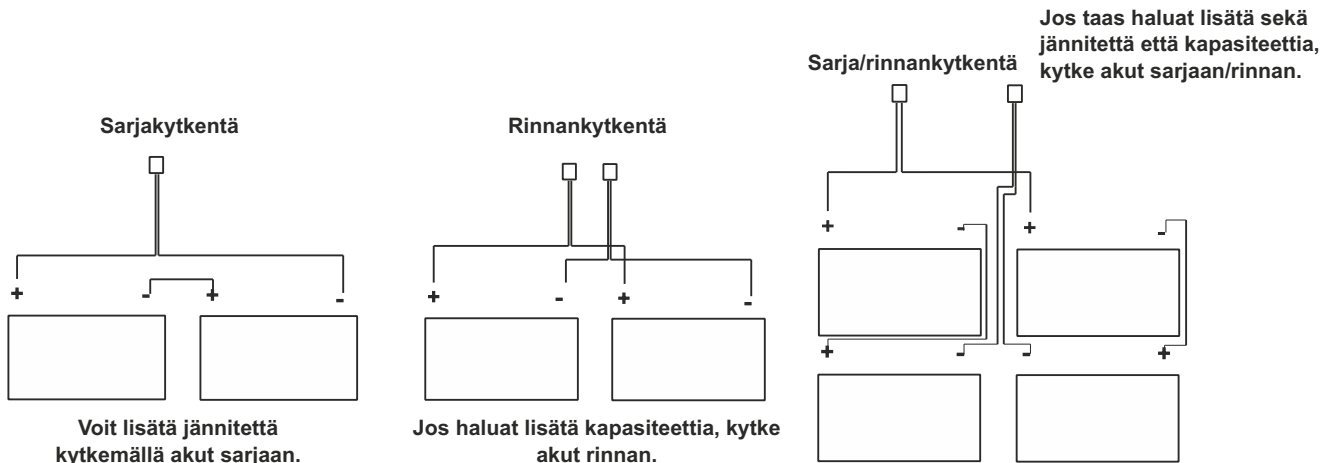 Sarjakytkentä
+ - + -
Voit lisätä jännitettä
kytkemällä akut sarjaan.
Rinnankytkentä
+ - + -
Jos haluat lisätä kapasiteettia, kytke
akut rinnan.
Sarja/rinnankytkentä
Jos taas haluat lisätä sekä
jännitettä että kapasiteettia,
kytke akut sarjaan/rinnan.
+ - + -
+ - - +